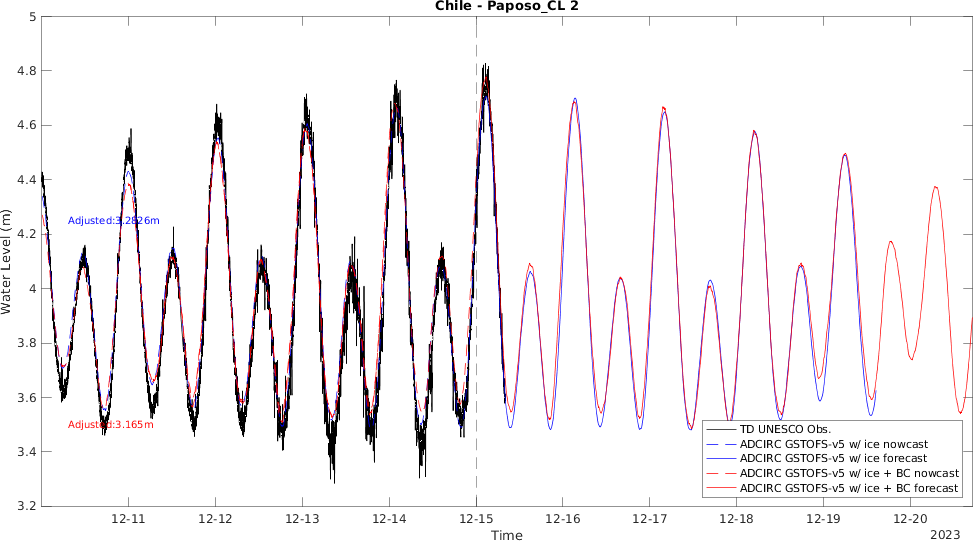 Chile - Paposo_CL 2
5
4.8
4.6
4.4
4.2
4
3.8
3.6
3.4
3.2
Water Level (m)
Adjusted:3.2826m
Adjusted:3.165m
TD UNESCO Obs.
ADCIRC GSTOFS-v5 w/ ice nowcast
ADCIRC GSTOFS-v5 w/ ice forecast
ADCIRC GSTOFS-v5 w/ ice + BC nowcast
ADCIRC GSTOFS-v5 w/ ice + BC forecast
12-11 12-12 12-13 12-14 12-15 12-16 12-17 12-18 12-19 12-20
Time
2023